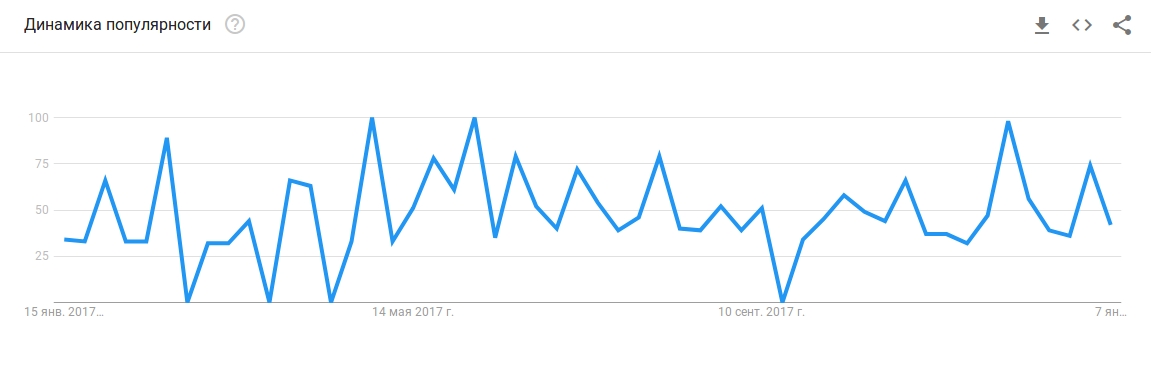 Динамика популярности
100
75
50
25
15 янв. 2017…
14 мая 2017 г.
10 сент. 2017 г.
7 ян…